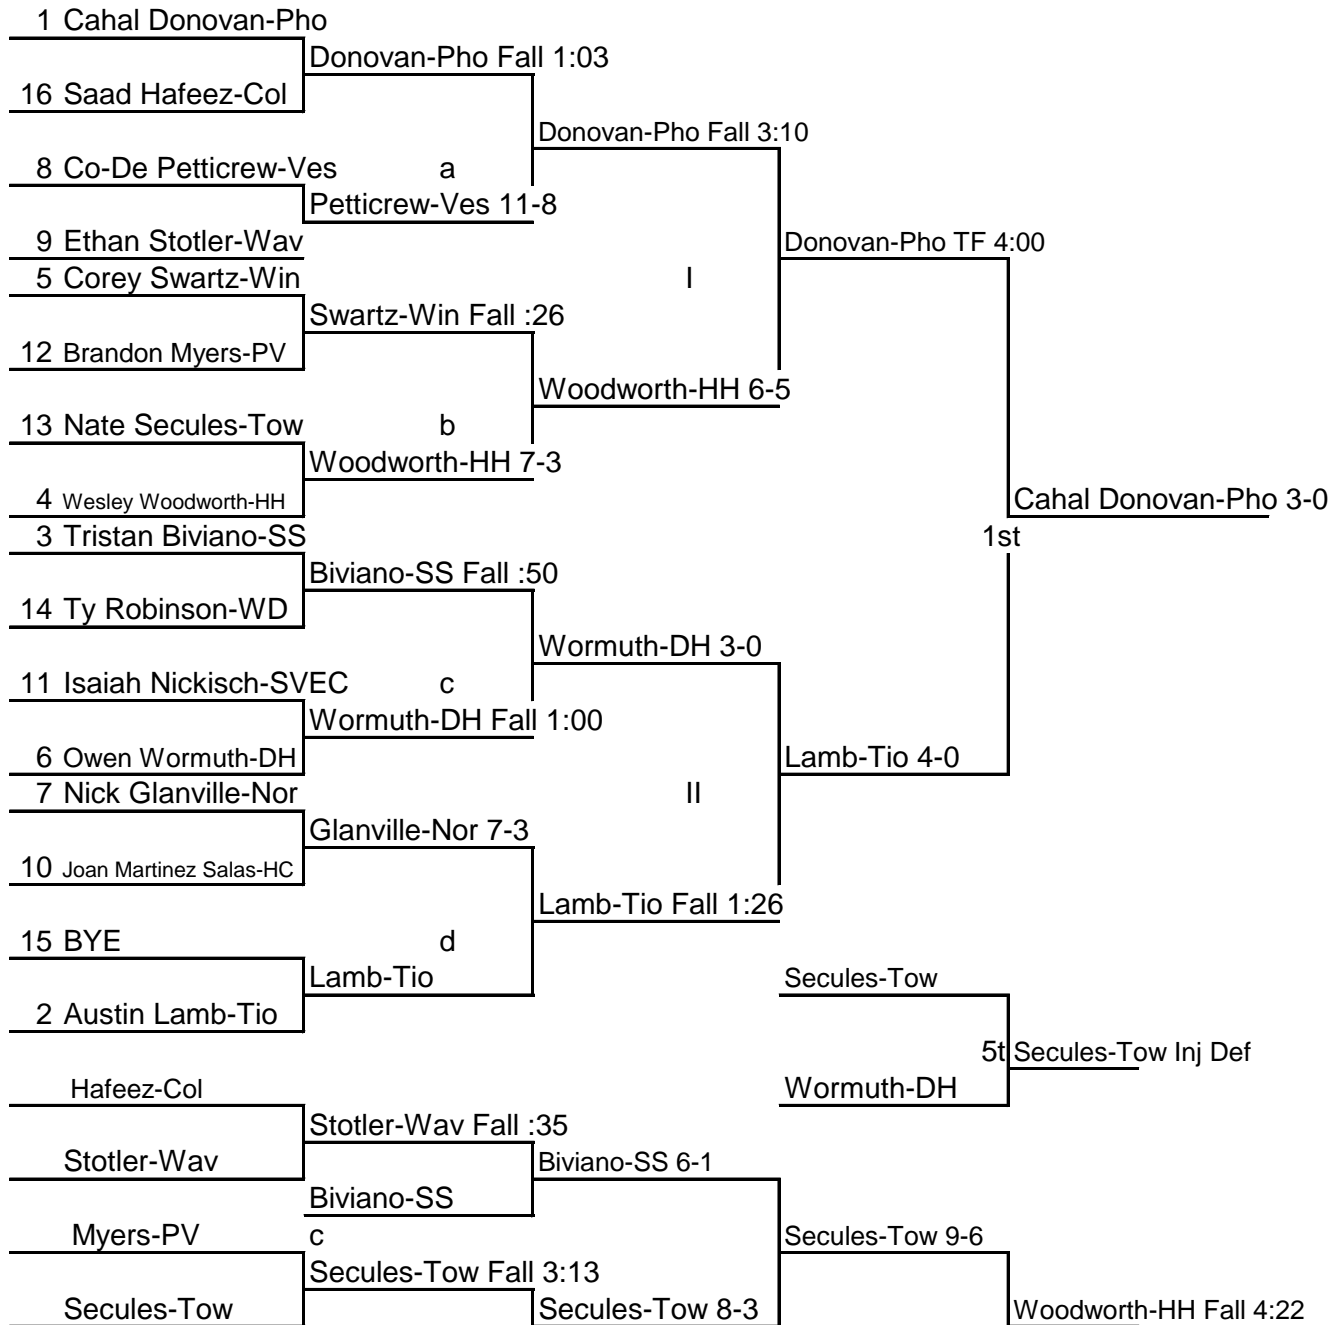 1 Cahal Donovan-Pho
Donovan-Pho Fall 1:03
16 Saad Hafeez-Col
Donovan-Pho Fall 3:10
8 Co-De Petticrew-Ves a
Petticrew-Ves 11-8
9 Ethan Stotler-Wav
Donovan-Pho TF 4:00
5 Corey Swartz-Win
I
Swartz-Win Fall :26
12 Brandon Myers-PV
Woodworth-HH 6-5
13 Nate Secules-Tow b
Woodworth-HH 7-3
4 Wesley Woodworth-HH
Cahal Donovan-Pho 3-0
3 Tristan Biviano-SS
1st
Biviano-SS Fall :50
14 Ty Robinson-WD
Wormuth-DH 3-0
11 Isaiah Nickisch-SVEC c
Wormuth-DH Fall 1:00
6 Owen Wormuth-DH
Lamb-Tio 4-0
7 Nick Glanville-Nor
II
Glanville-Nor 7-3
10 Joan Martinez Salas-HC
Lamb-Tio Fall 1:26
15 BYE d
Lamb-Tio
Secules-Tow
2 Austin Lamb-Tio
5t Secules-Tow Inj Def
Hafeez-Col
Wormuth-DH
Stotler-Wav Fall :35
Stotler-Wav
Biviano-SS 6-1
Biviano-SS
Myers-PV
c
Secules-Tow 9-6
Secules-Tow Fall 3:13
Secules-Tow
Secules-Tow 8-3
Woodworth-HH Fall 4:22